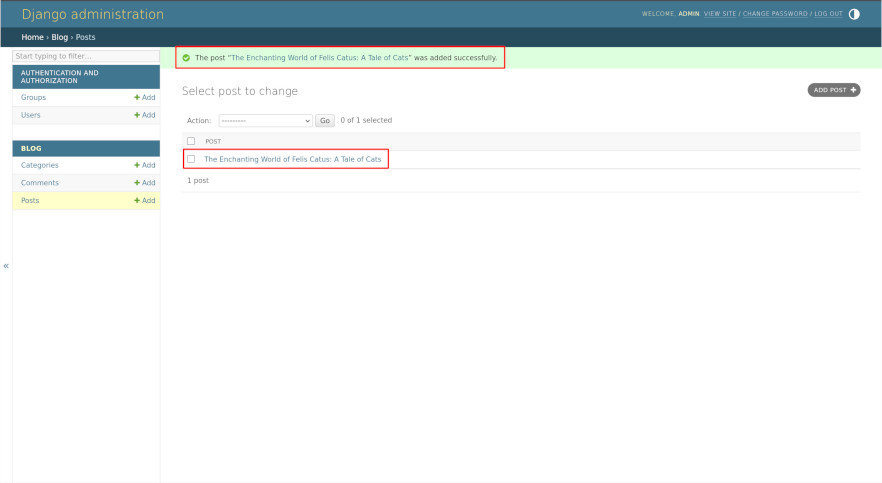 Django administration
WELCOME, ADMIN. VIEW SITE / CHANGE PASSWORD / LOG OUT
Home › Blog › Posts
Start typing to filter...
AUTHENTICATION AND
AUTHORIZATION
Groups + Add
Users + Add
BLOG
Categories + Add
Comments + Add
Posts + Add
«
The post “The Enchanting World of Felis Catus: A Tale of Cats” was added successfully.
Select post to change
ADD POST +
Action: --------- Go 0 of 1 selected
POST
The Enchanting World of Felis Catus: A Tale of Cats
1 post